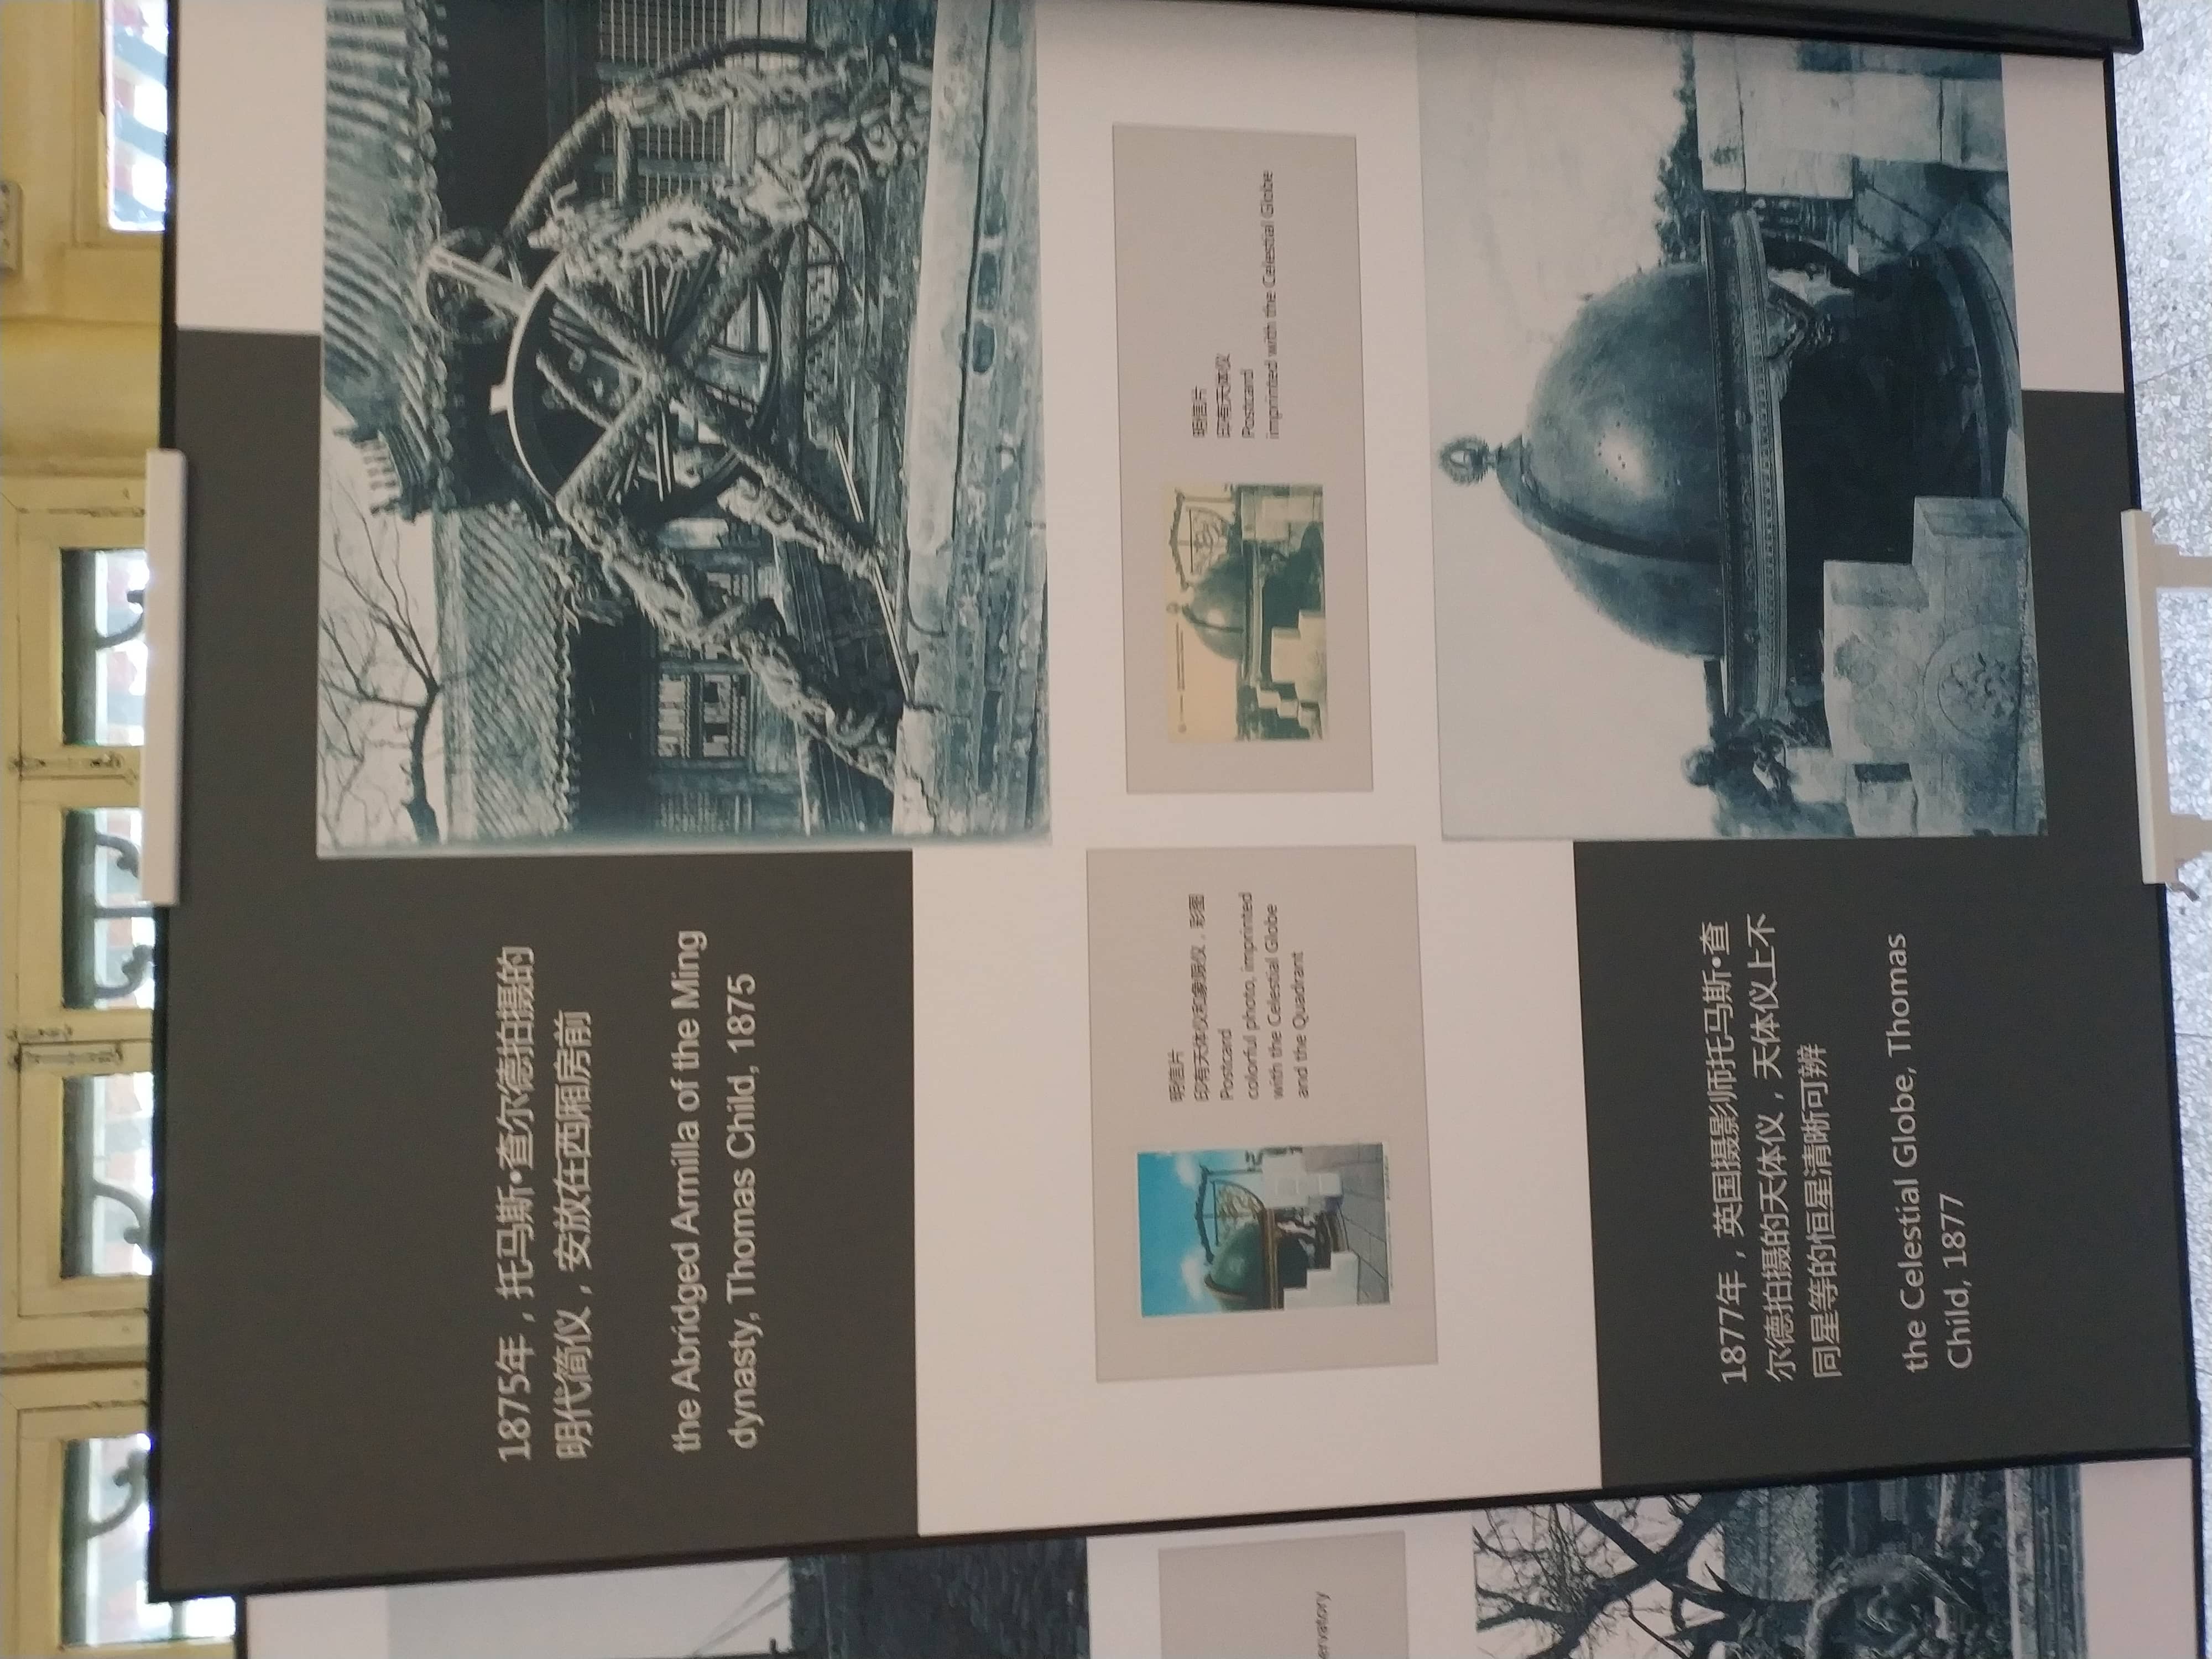 1875年，托马斯•查尔德拍摄的
明代简仪，安放在西厢房前
the Abridged Armilla of the Ming
dynasty, Thomas Child, 1875
明信片
印有天体仪和象限仪，彩图
Postcard
colorful photo, imprinted
with the Celestial Globe
and the Quadrant
明信片
印有天体仪
Postcard
imprinted with the Celestial Globe
ervatory
1877年，英国摄影师托马斯•查
尔德拍摄的天体仪，天体仪上不
同星等的恒星清晰可辨
the Celestial Globe, Thomas
Child, 1877